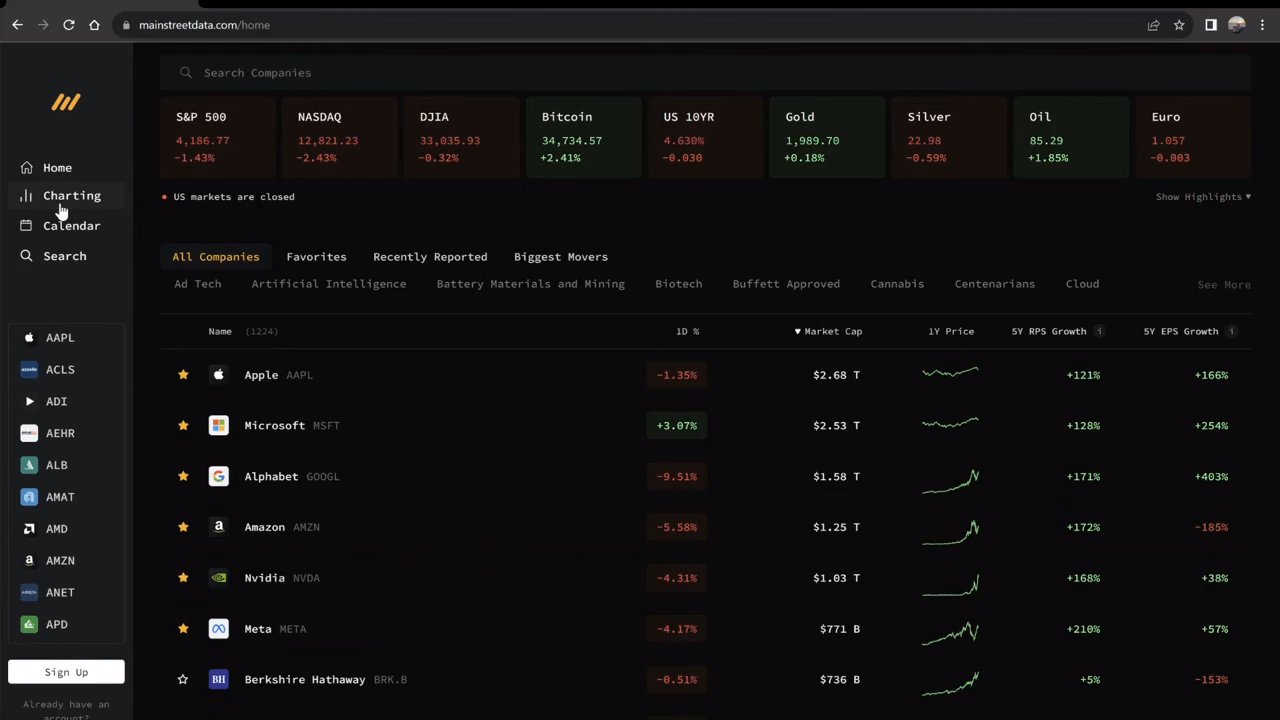 mainstreetdata.com/home
Search Companies
S&P 500 NASDAQ DJIA Bitcoin US 10YR Gold Silver Oil Euro
4,186.77 12,821.23 33,035.93 34,734.57 4.630% 1,989.70 22.98 85.29 1.057
-1.43% -2.43% -0.32% +2.41% -0.030 +0.18% -0.59% +1.85% -0.003
US markets are closed Show Highlights ▼
Home
Charting
Calendar
Search
All Companies Favorites Recently Reported Biggest Movers
Ad Tech Artificial Intelligence Battery Materials and Mining Biotech Buffett Approved Cannabis Centenarians Cloud See More
Name (1224) 1D % ▼ Market Cap 1Y Price 5Y RPS Growth i 5Y EPS Growth i
Apple AAPL -1.35% $2.68 T +121% +166%
Microsoft MSFT +3.07% $2.53 T +128% +254%
Alphabet GOOGL -9.51% $1.58 T +171% +403%
a Amazon AMZN -5.58% $1.25 T +172% -185%
Nvidia NVDA -4.31% $1.03 T +168% +38%
Meta META -4.17% $771 B +210% +57%
BH Berkshire Hathaway BRK.B -0.51% $736 B +5% -153%
AAPL
ACLS
ADI
AEHR
ALB
AMAT
AMD
a AMZN
ANET
APD
Sign Up
Already have an
account?